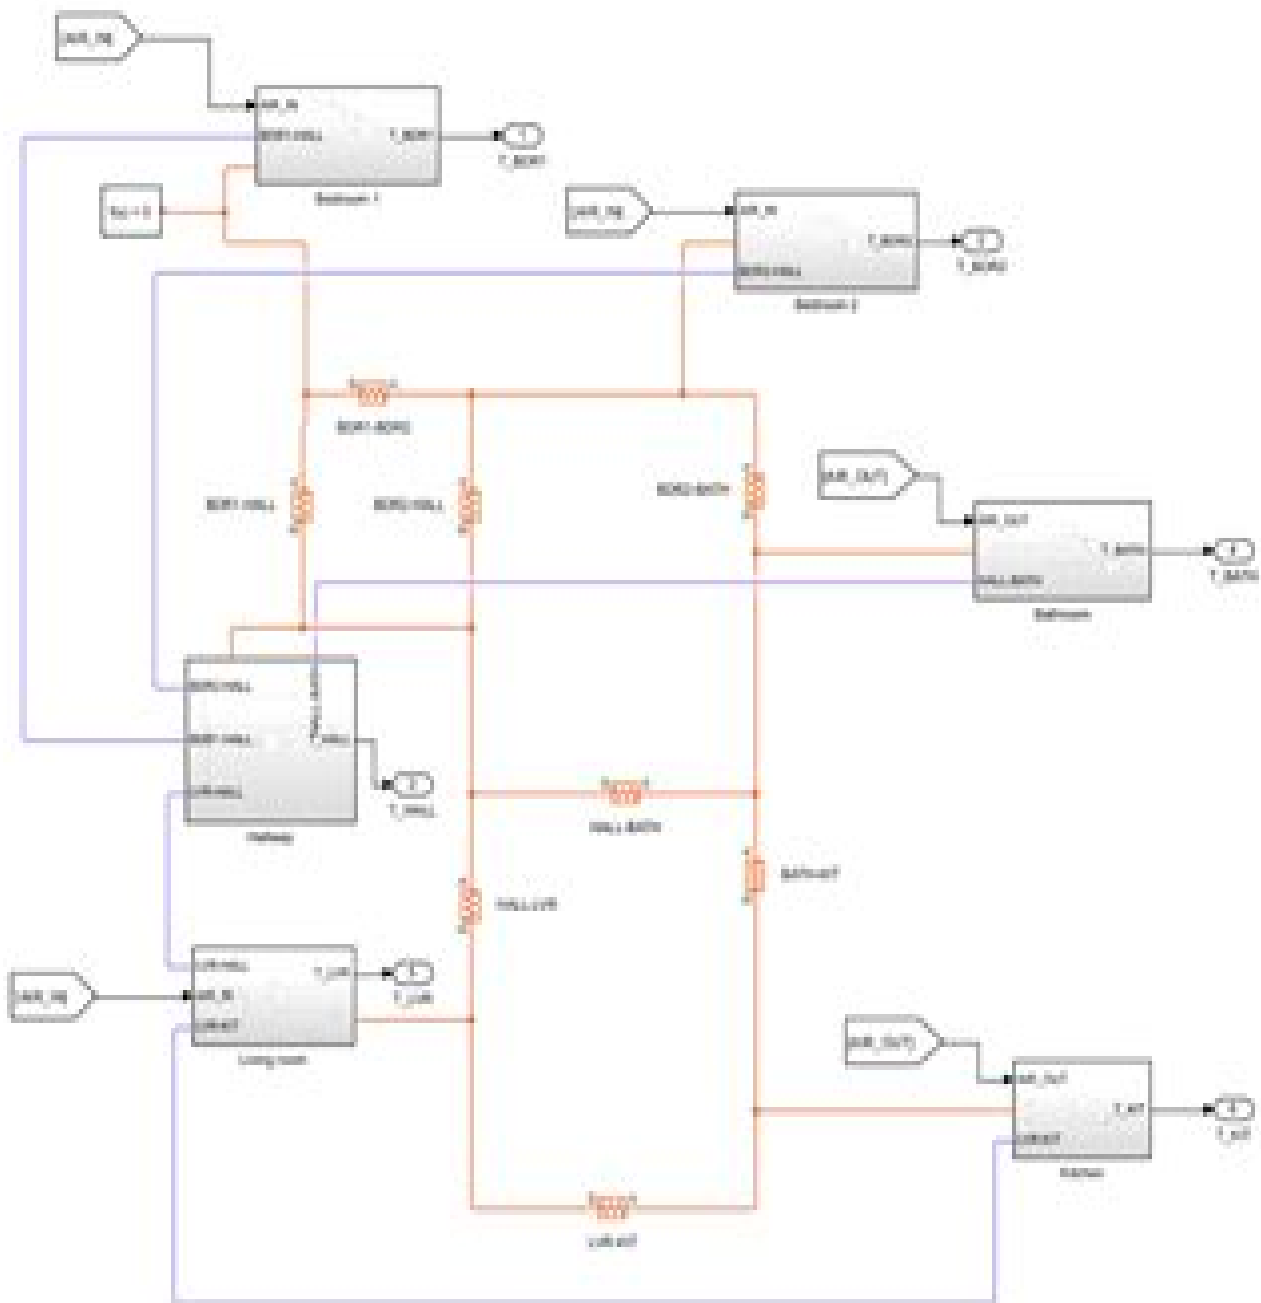 [AIR_IN]
AIR_IN
BDR1-HALL
T_BDR1
1
T_BDR1
Bedroom 1
[AIR_IN]
AIR_IN
T_BDR2
T_BDR2
BDR2-HALL
Bedroom 2
BDR1-BDR2
BDR1-HALL
BDR2-HALL
BDR2-BATH
[AIR_OUT]
AIR_OUT
T_BATH
T_BATH
HALL-BATH
Bathroom
BDR2-HALL
BDR1-HALL
LVR-HALL
T_HALL
Hallway
HALL-BATH
BATH-KIT
HALL-LVR
LVR-HALL
T_LVR
[AIR_IN]
AIR_IN
T_LVR
LVR-KIT
Living room
[AIR_OUT]
AIR_OUT
T_KIT
T_KIT
LVR-KIT
Kitchen
LVR-KIT